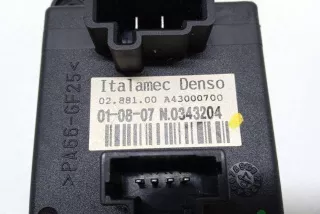 Italamec Denso
02.881.00 A43000700
01-08-07 N.0343204
>PA66-GF25<